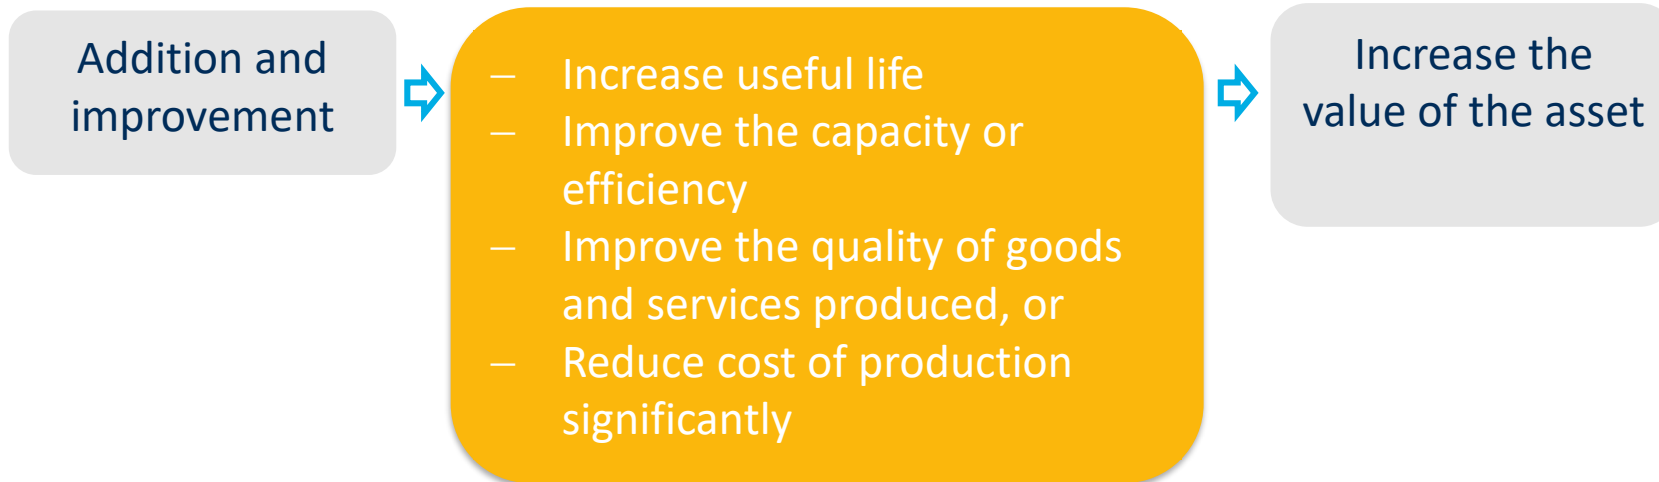 Addition and
improvement
– Increase useful life
– Improve the capacity or
efficiency
– Improve the quality of goods
and services produced, or
– Reduce cost of production
significantly
Increase the
value of the asset